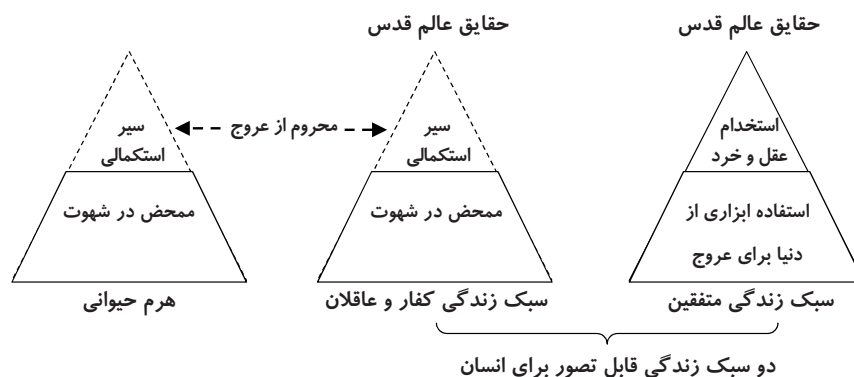 حقایق عالم قدس
حقایق عالم قدس
استخدام
عقل و خرد
محروم از عروج
سیر
استکمالی
سیر
استکمالی
استفاده ابزاری از
دنیا برای عروج
ممحض در شهوت
ممحض در شهوت
سبک زندگی متفقین
سبک زندگی کفار و عاقلان
هرم حیوانی
دو سبک زندگی قابل تصور برای انسان